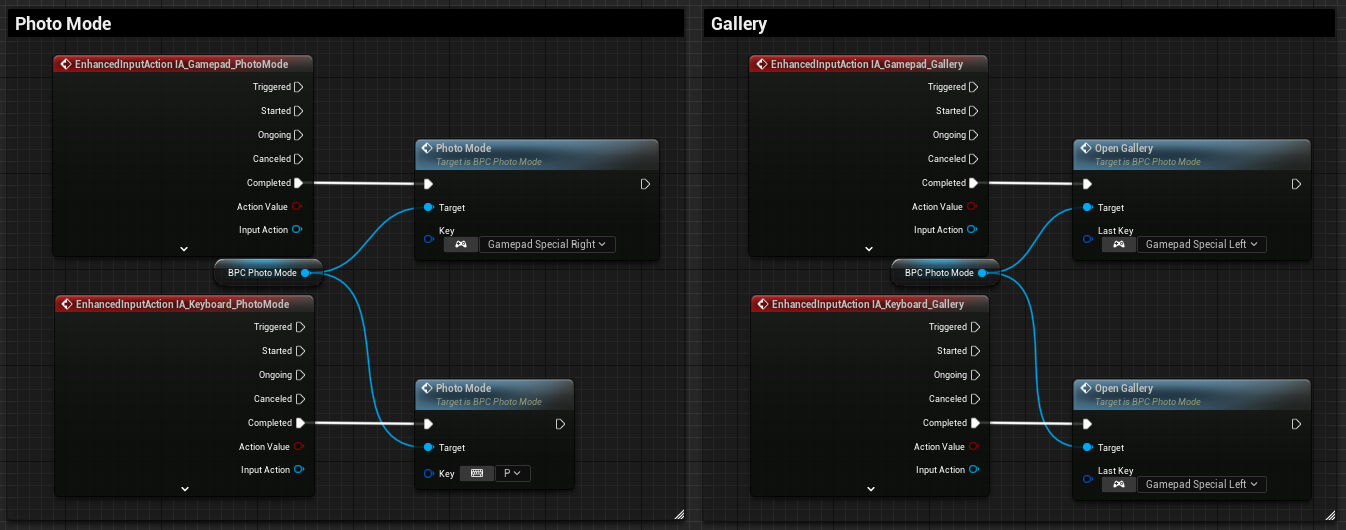 Photo Mode
EnhancedInputAction IA_Gamepad_PhotoMode
Triggered
Started
Ongoing
Canceled
Completed
Action Value
Input Action
Photo Mode
Target is BPC Photo Mode
Target
Key
Gamepad Special Right
BPC Photo Mode
EnhancedInputAction IA_Keyboard_PhotoMode
Triggered
Started
Ongoing
Canceled
Completed
Action Value
Input Action
Photo Mode
Target is BPC Photo Mode
Target
Key
P
Gallery
EnhancedInputAction IA_Gamepad_Gallery
Triggered
Started
Ongoing
Canceled
Completed
Action Value
Input Action
Open Gallery
Target is BPC Photo Mode
Target
Last Key
Gamepad Special Left
BPC Photo Mode
EnhancedInputAction IA_Keyboard_Gallery
Triggered
Started
Ongoing
Canceled
Completed
Action Value
Input Action
Open Gallery
Target is BPC Photo Mode
Target
Last Key
Gamepad Special Left